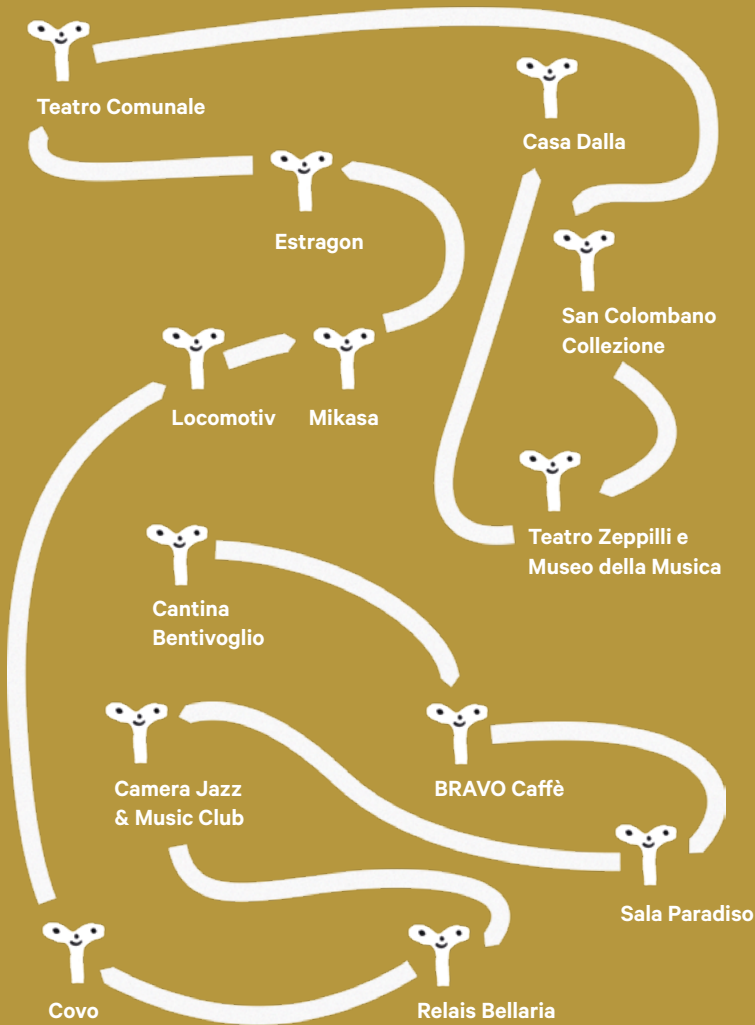 Teatro Comunale
Casa Dalla
Estragon
San Colombano
Collezione
Locomotiv
Mikasa
Teatro Zeppilli e
Museo della Musica
Cantina
Bentivoglio
Camera Jazz
& Music Club
BRAVO Caffè
Sala Paradiso
Covo
Relais Bellaria